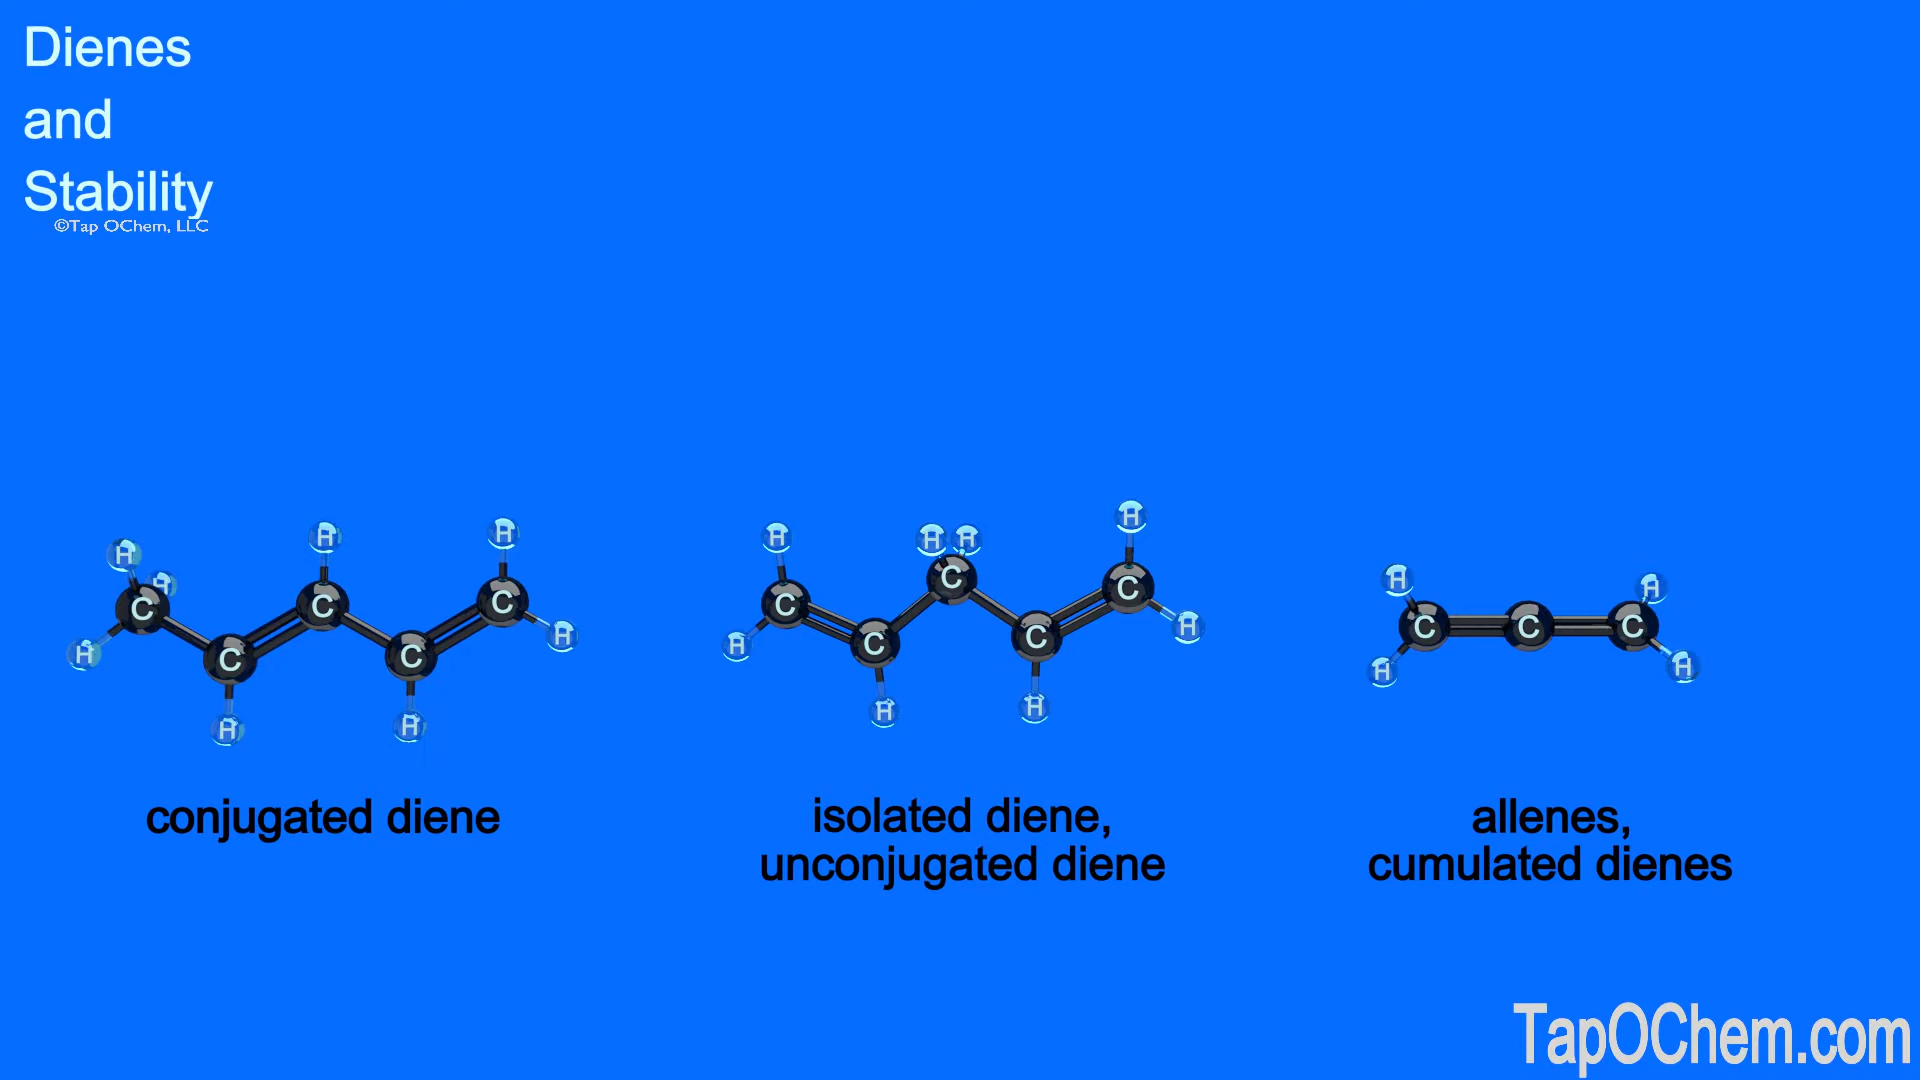 Dienes
and
Stability
©Tap OChem, LLC
H H H H H H H
H H C C C C C H
H H C C C C C H
H H H H
H H C C C H H
conjugated diene
isolated diene,
unconjugated diene
allenes,
cumulated dienes
TapOChem.com